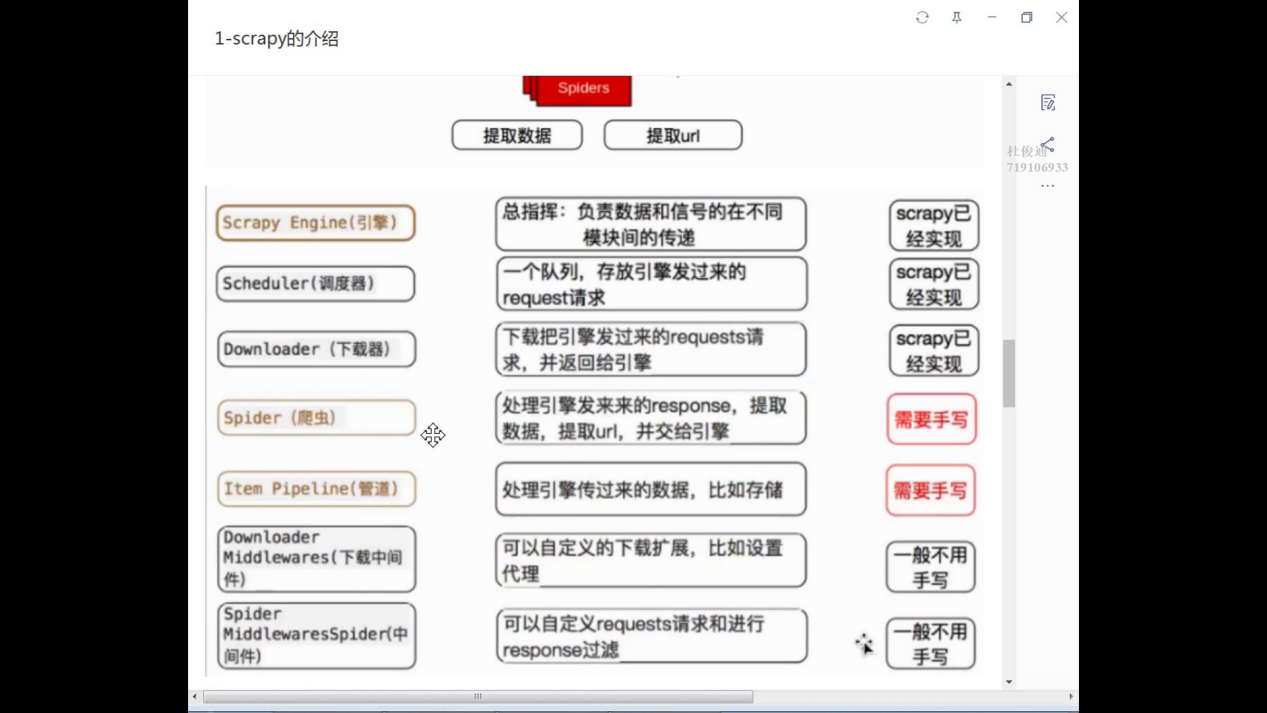 1-scrapy的介绍
Spiders
提取数据
提取url
杜俊通
719106933
Scrapy Engine(引擎)
总指挥：负责数据和信号的在不同
模块间的传递
scrapy已
经实现
Scheduler(调度器)
一个队列，存放引擎发过来的
request请求
scrapy已
经实现
Downloader（下载器）
下载把引擎发过来的requests请
求，并返回给引擎
scrapy已
经实现
Spider（爬虫）
处理引擎发来来的response，提取
数据，提取url，并交给引擎
需要手写
Item Pipeline(管道)
处理引擎传过来的数据，比如存储
需要手写
Downloader
Middlewares(下载中间
件)
可以自定义的下载扩展，比如设置
代理
一般不用
手写
Spider
MiddlewaresSpider(中
间件)
可以自定义requests请求和进行
response过滤
一般不用
手写